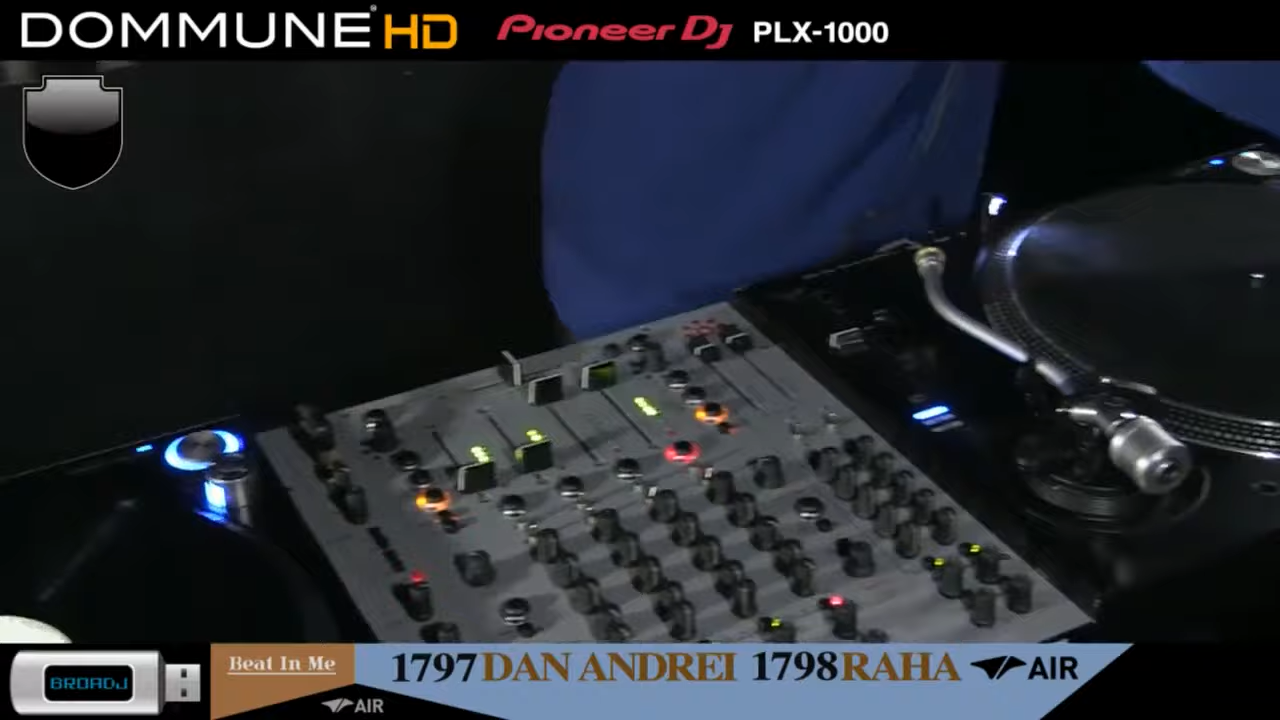 DOMMUNE HD Pioneer Dj PLX-1000
Beat In Me 1797 DAN ANDREI 1798 RAHA AIR
BROADJ
AIR